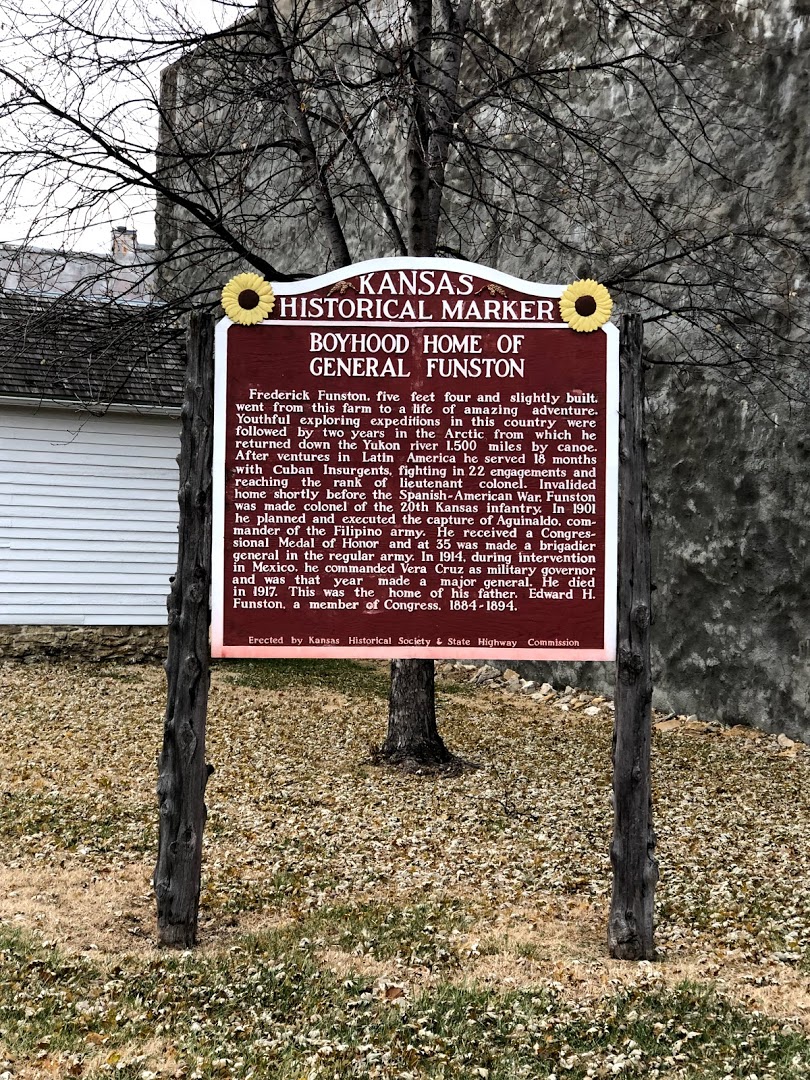 KANSAS
HISTORICAL MARKER
BOYHOOD HOME OF
GENERAL FUNSTON
Frederick Funston, five feet four and slightly built,
went from this farm to a life of amazing adventure.
Youthful exploring expeditions in this country were
followed by two years in the Arctic from which he
returned down the Yukon river 1,500 miles by canoe.
After ventures in Latin America he served 18 months
with Cuban Insurgents, fighting in 22 engagements and
reaching the rank of lieutenant colonel. Invalided
home shortly before the Spanish-American War, Funston
was made colonel of the 20th Kansas infantry. In 1901
he planned and executed the capture of Aguinaldo, com-
mander of the Filipino army. He received a Congres-
sional Medal of Honor and at 35 was made a brigadier
general in the regular army. In 1914, during intervention
in Mexico, he commanded Vera Cruz as military governor
and was that year made a major general. He died
in 1917. This was the home of his father, Edward H.
Funston, a member of Congress, 1884-1894.
Erected by Kansas Historical Society & State Highway Commission